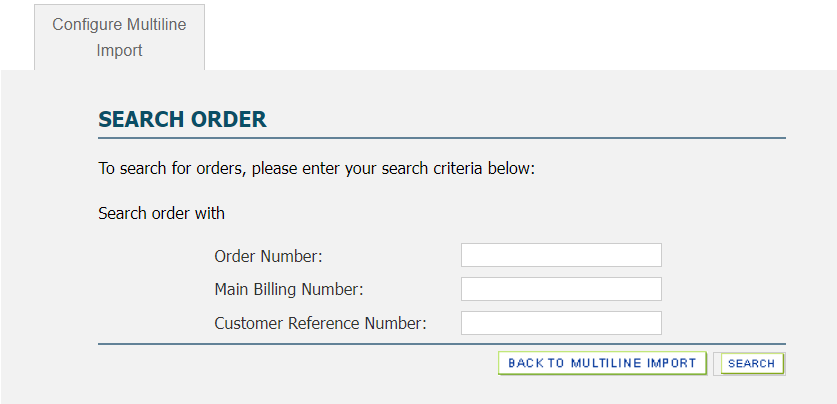 Configure Multiline
Import
SEARCH ORDER
To search for orders, please enter your search criteria below:
Search order with
Order Number:
Main Billing Number:
Customer Reference Number:
BACK TO MULTILINE IMPORT SEARCH